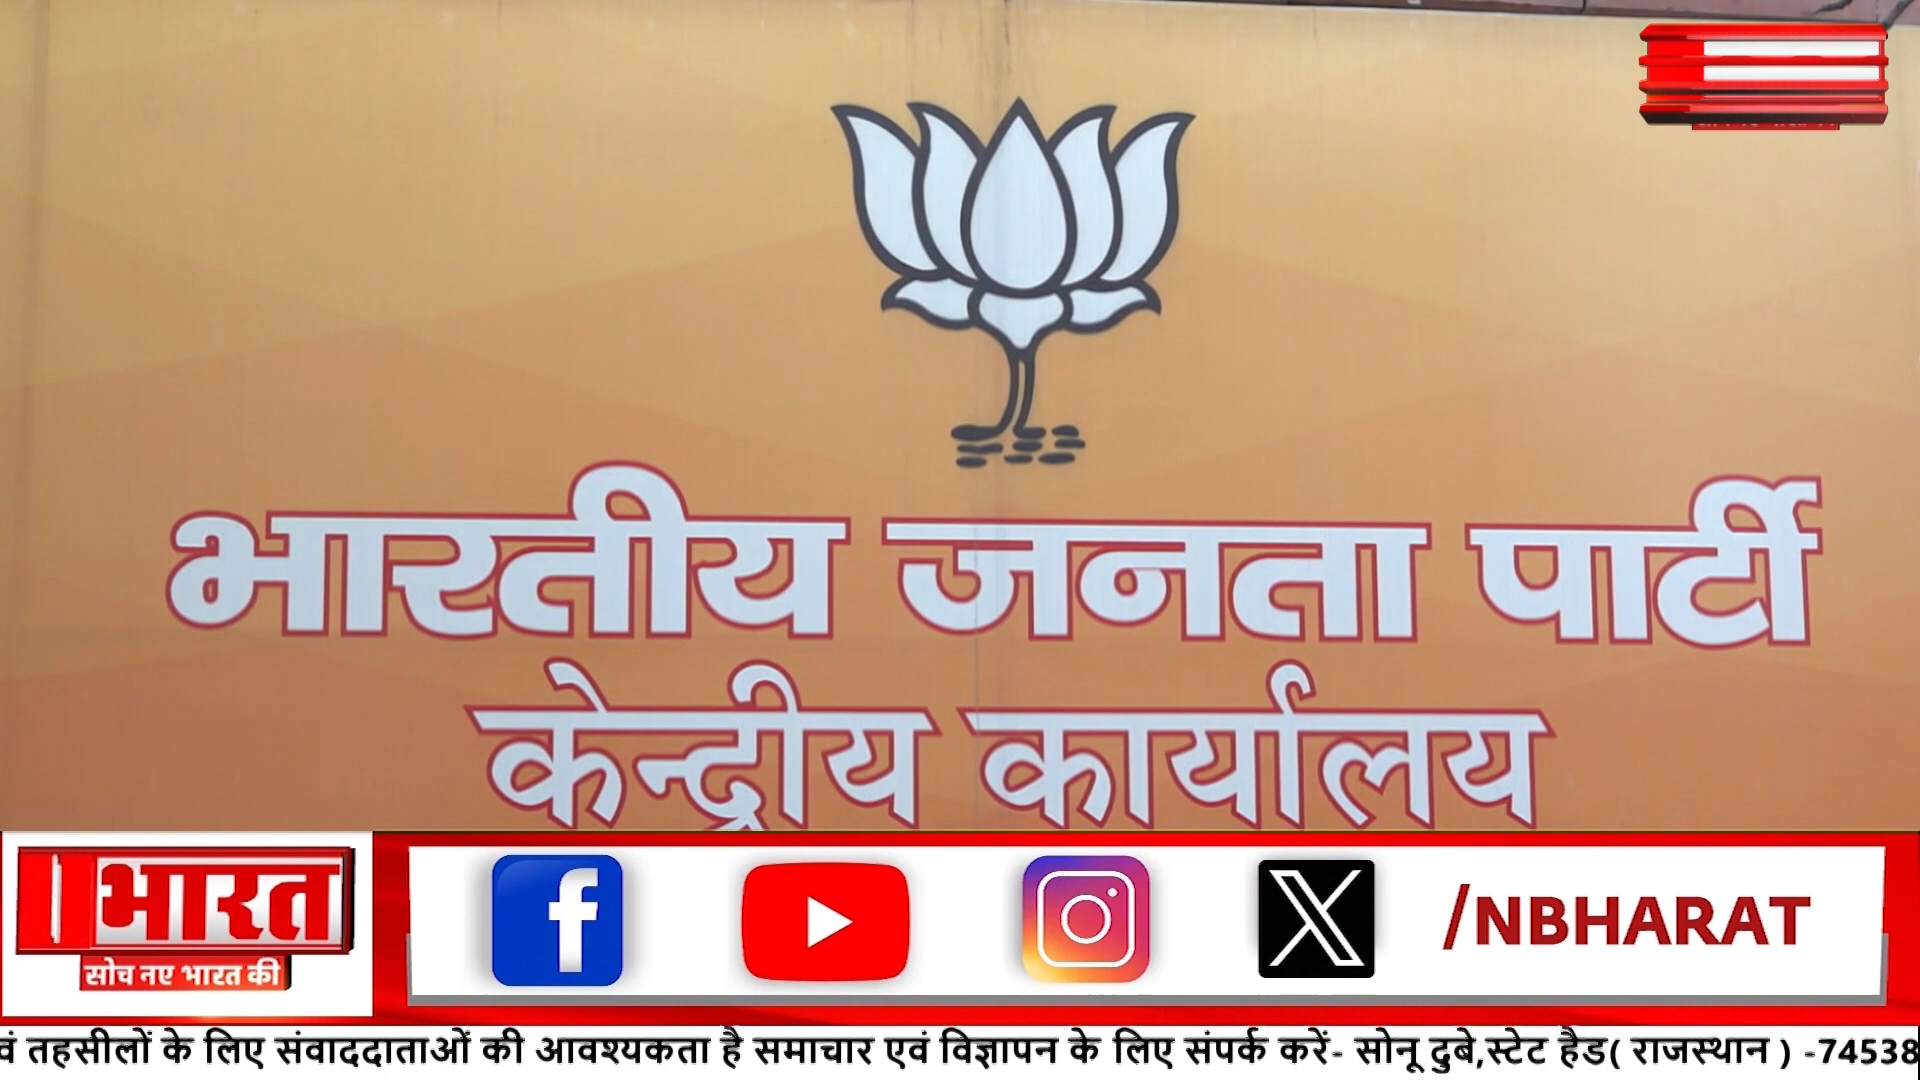 भारतीय जनता पार्टी
केन्द्रीय कार्यालय
भारत
सोच नए भारत की
/NBHARAT
तहसीलों के लिए संवाददाताओं की आवश्यकता है समाचार एवं विज्ञापन के लिए संपर्क करें- सोनू दुबे,स्टेट हैड( राजस्थान ) -74538